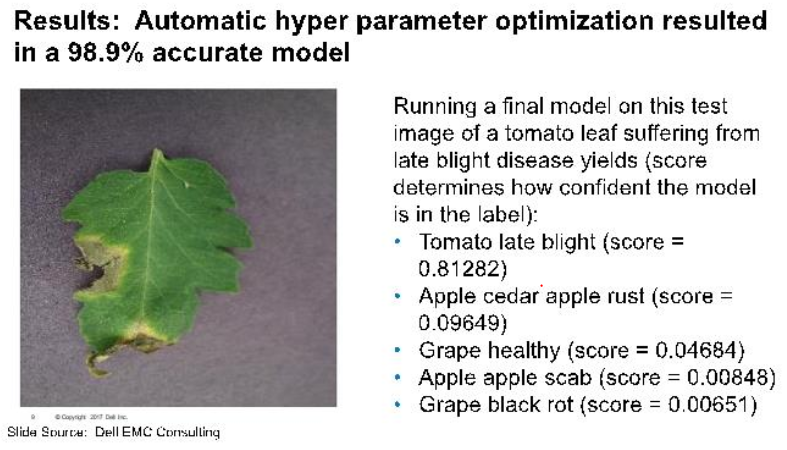 Results:  Automatic hyper parameter optimization resulted
in a 98.9% accurate model
Running a final model on this test
image of a tomato leaf suffering from
late blight disease yields (score
determines how confident the model
is in the label):
• Tomato late blight (score =
0.81282)
• Apple cedar apple rust (score =
0.09649)
• Grape healthy (score = 0.04684)
• Apple apple scab (score = 0.00848)
• Grape black rot (score = 0.00651)
9 © Copyright 2017 Dell Inc.
Slide Source:  Dell EMC Consulting